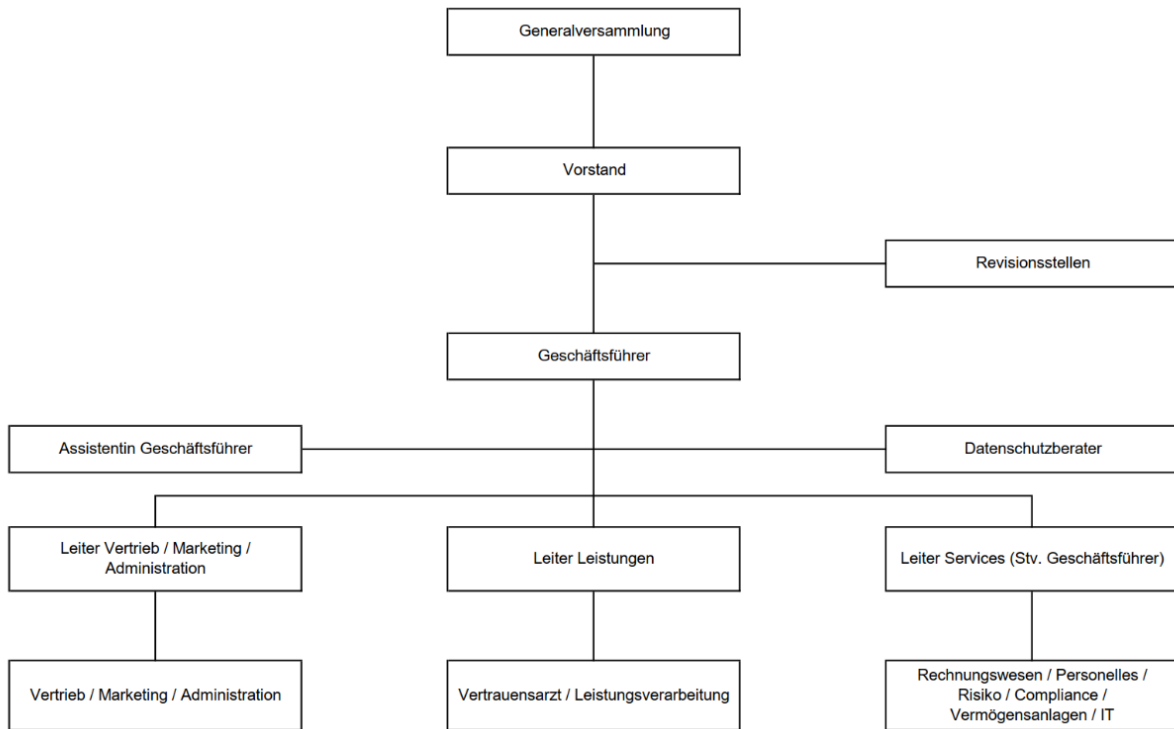 Generalversammlung
Vorstand
Revisionsstellen
Geschäftsführer
Assistentin Geschäftsführer
Datenschutzberater
Leiter Vertrieb / Marketing /
Administration
Leiter Leistungen
Leiter Services (Stv. Geschäftsführer)
Vertrieb / Marketing / Administration
Vertrauensarzt / Leistungsverarbeitung
Rechnungswesen / Personelles /
Risiko / Compliance /
Vermögensanlagen / IT